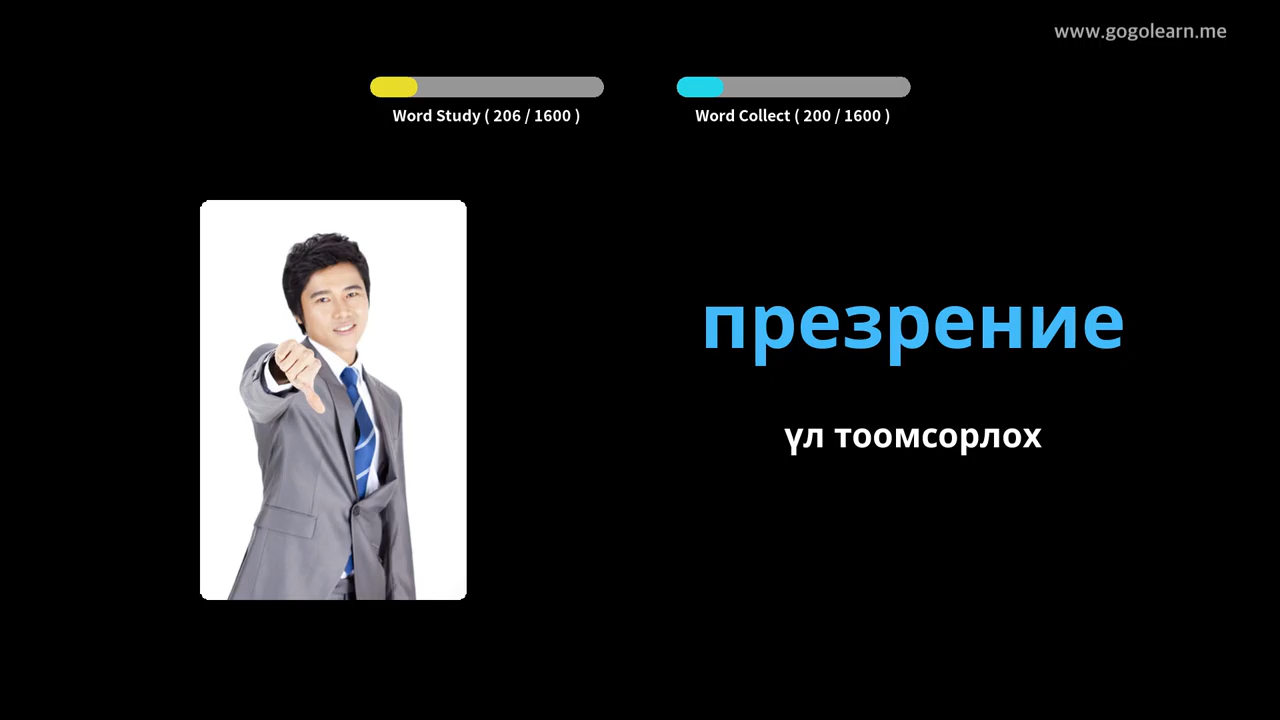 www.gogolearn.me
Word Study ( 206 / 1600 )
Word Collect ( 200 / 1600 )
презрение
үл тоомсорлох